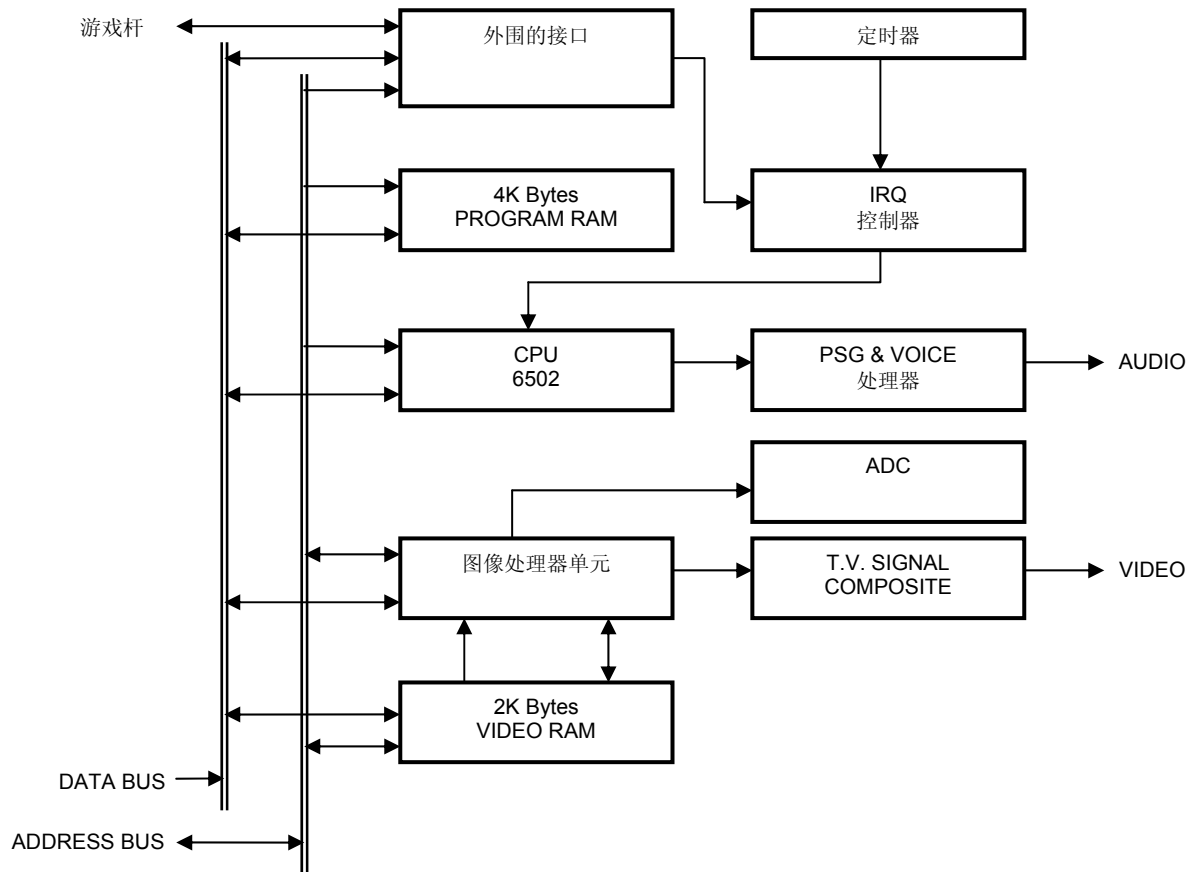 游戏杆
外围的接口
定时器
4K Bytes
PROGRAM RAM
IRQ
控制器
CPU
6502
PSG & VOICE
处理器
AUDIO
ADC
图像处理器单元
T.V. SIGNAL
COMPOSITE
VIDEO
2K Bytes
VIDEO RAM
DATA BUS
ADDRESS BUS